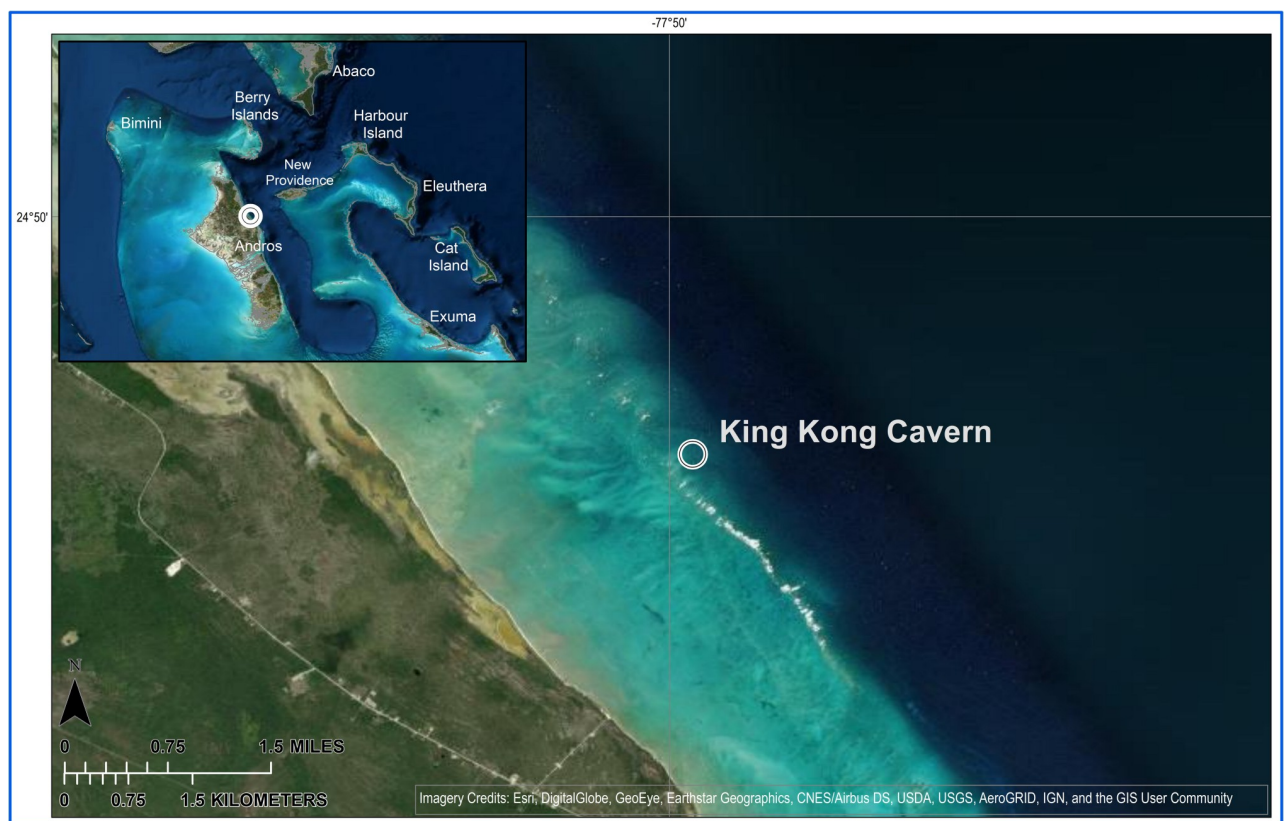 -77°50'
Abaco
Berry
Islands
Bimini
Harbour
Island
New
Providence
Eleuthera
24°50'
Andros
Cat
Island
Exuma
King Kong Cavern
N
0 0.75 1.5 MILES
0 0.75 1.5 KILOMETERS
Imagery Credits: Esri, DigitalGlobe, GeoEye, Earthstar Geographics, CNES/Airbus DS, USDA, USGS, AeroGRID, IGN, and the GIS User Community